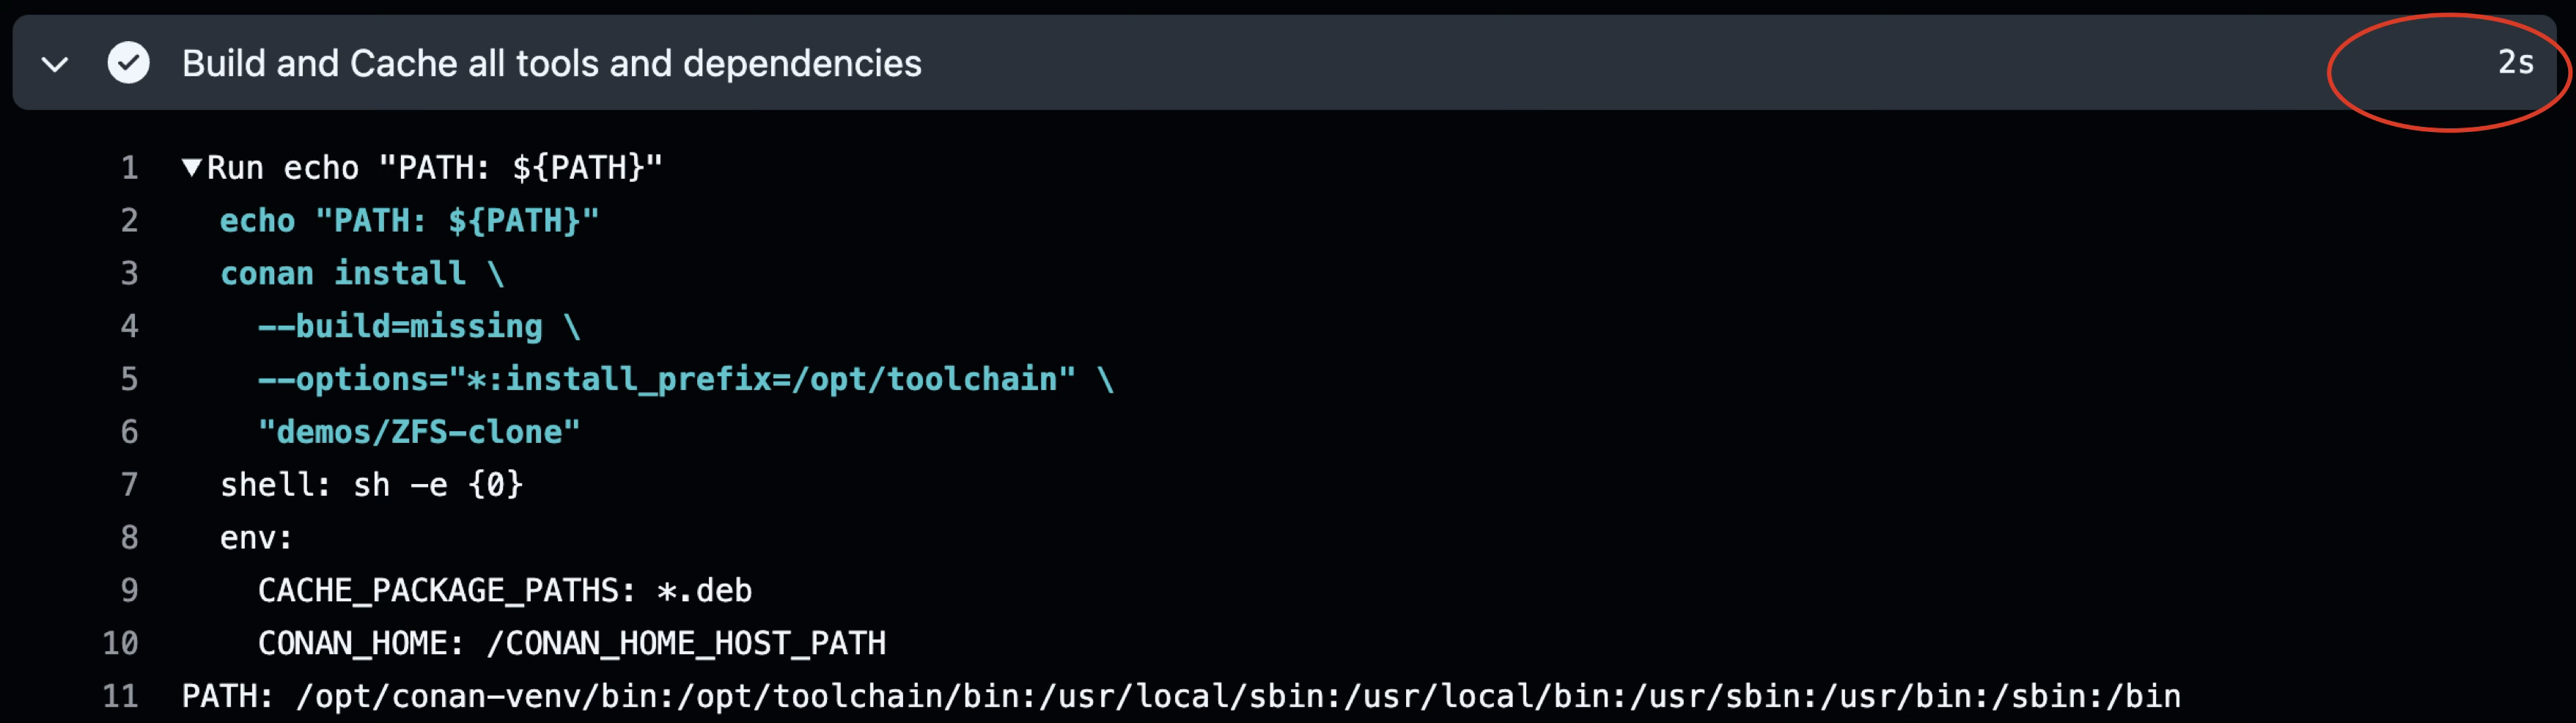 Build and Cache all tools and dependencies 2s
1 ▼Run echo "PATH: ${PATH}"
2 echo "PATH: ${PATH}"
3 conan install \
4 --build=missing \
5 --options="*:install_prefix=/opt/toolchain" \
6 "demos/ZFS-clone"
7 shell: sh -e {0}
8 env:
9 CACHE_PACKAGE_PATHS: *.deb
10 CONAN_HOME: /CONAN_HOME_HOST_PATH
11 PATH: /opt/conan-venv/bin:/opt/toolchain/bin:/usr/local/sbin:/usr/local/bin:/usr/sbin:/usr/bin:/sbin:/bin